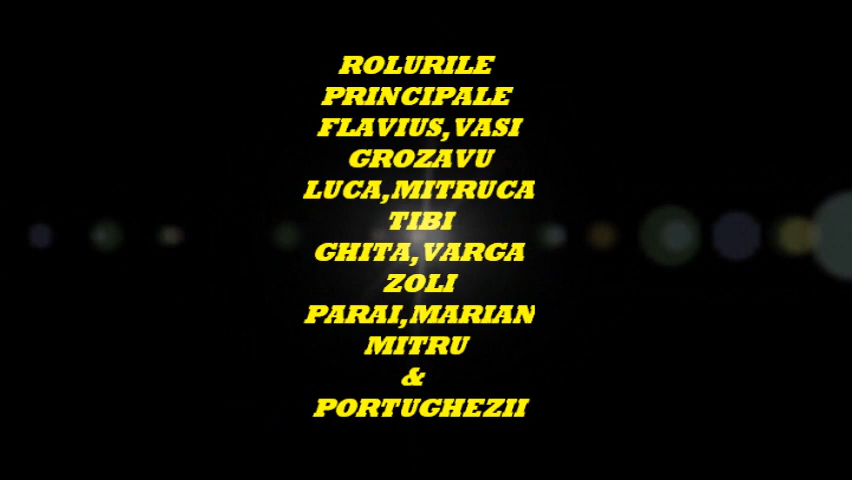 ROLURILE
PRINCIPALE
FLAVIUS,VASI
GROZAVU
LUCA,MITRUCA
TIBI
GHITA,VARGA
ZOLI
PARAI,MARIAN
MITRU
&
PORTUGHEZII